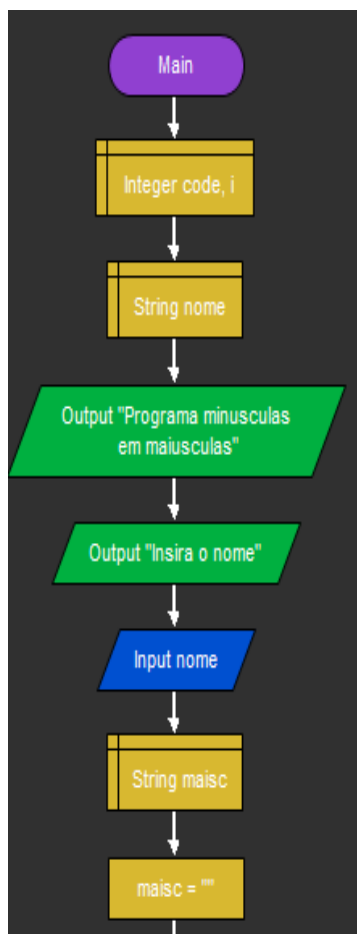 Main
Integer code, i
String nome
Output "Programa minusculas
em maiusculas"
Output "Insira o nome"
Input nome
String maisc
maisc = ""